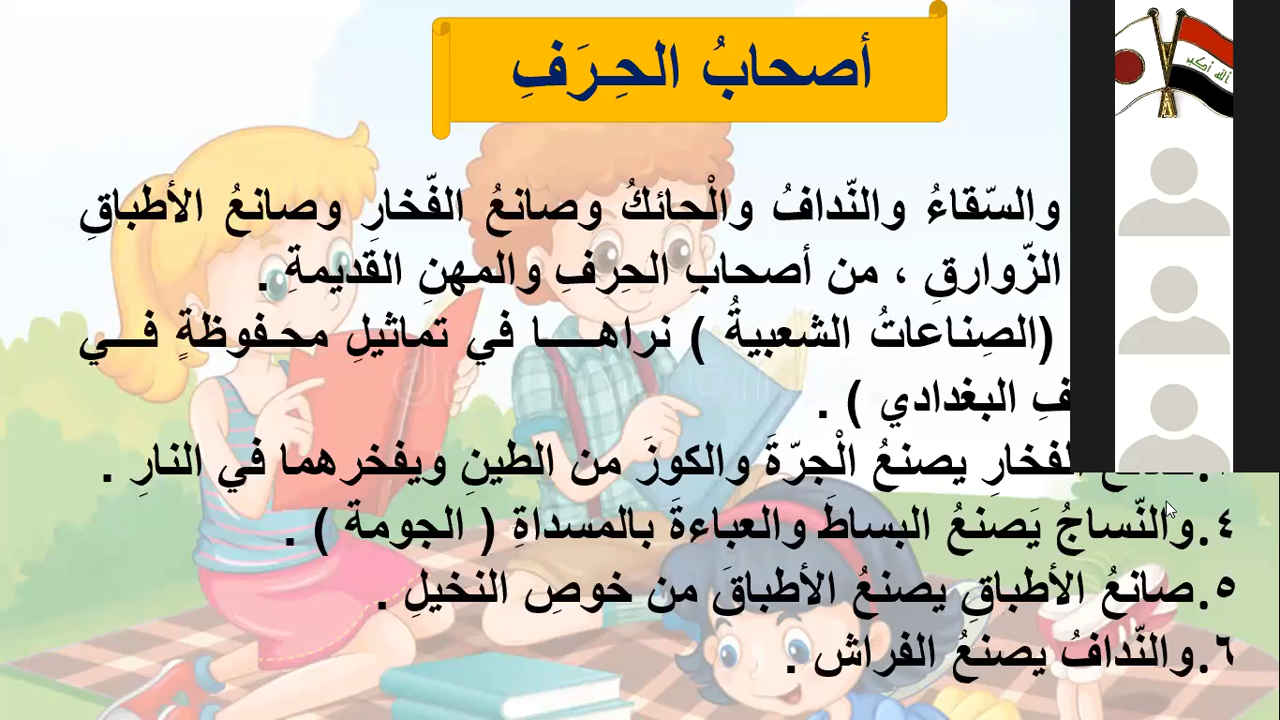 أصحابُ الحِرَفِ
والسّقاءُ والنّدافُ والْحائكُ وصانعُ الفّخارِ وصانعُ الأطباقِ
الزّوارقِ ، من أصحابِ الحِرفِ والمهنِ القديمةِ .
(الصِناعاتُ الشعبيةُ ) نراهـــا في تماثيلِ محـفوظةٍ فـــي
البغدادي ) .
الفخارِ يصنعُ الْجرّةَ والكوزَ من الطينِ ويفخرهما في النارِ .
٤.والنّساجُ يَصنعُ البساطَ والعباءةَ بالمسداةِ ( الجومة ) .
٥.صانعُ الأطباقِ يصنعُ الأطباقَ من خوصِ النخيلِ .
٦.والنّدافُ يصنعُ الفراش .
الله أكبر